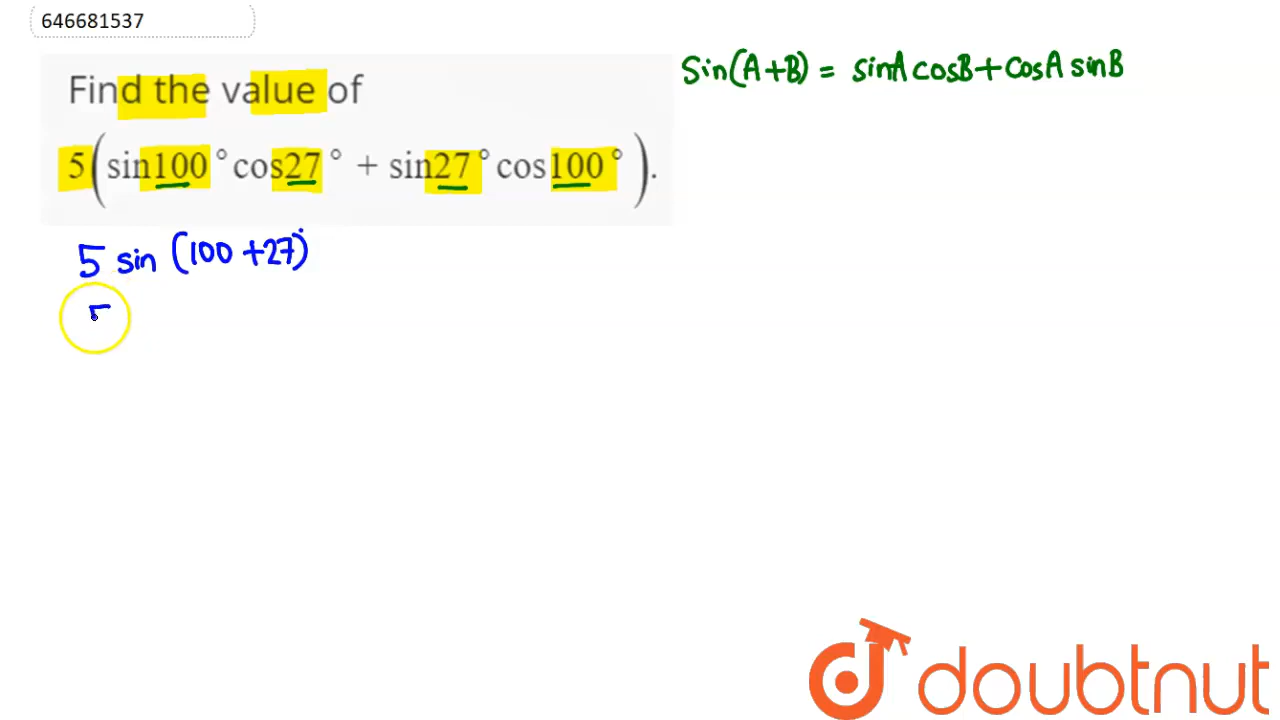 646681537
Find the value of
5(sin100°cos27° + sin27°cos100°).
Sin(A+B) = sinA cosB + cosA sinB
5 sin (100+27)°
5
doubtnut